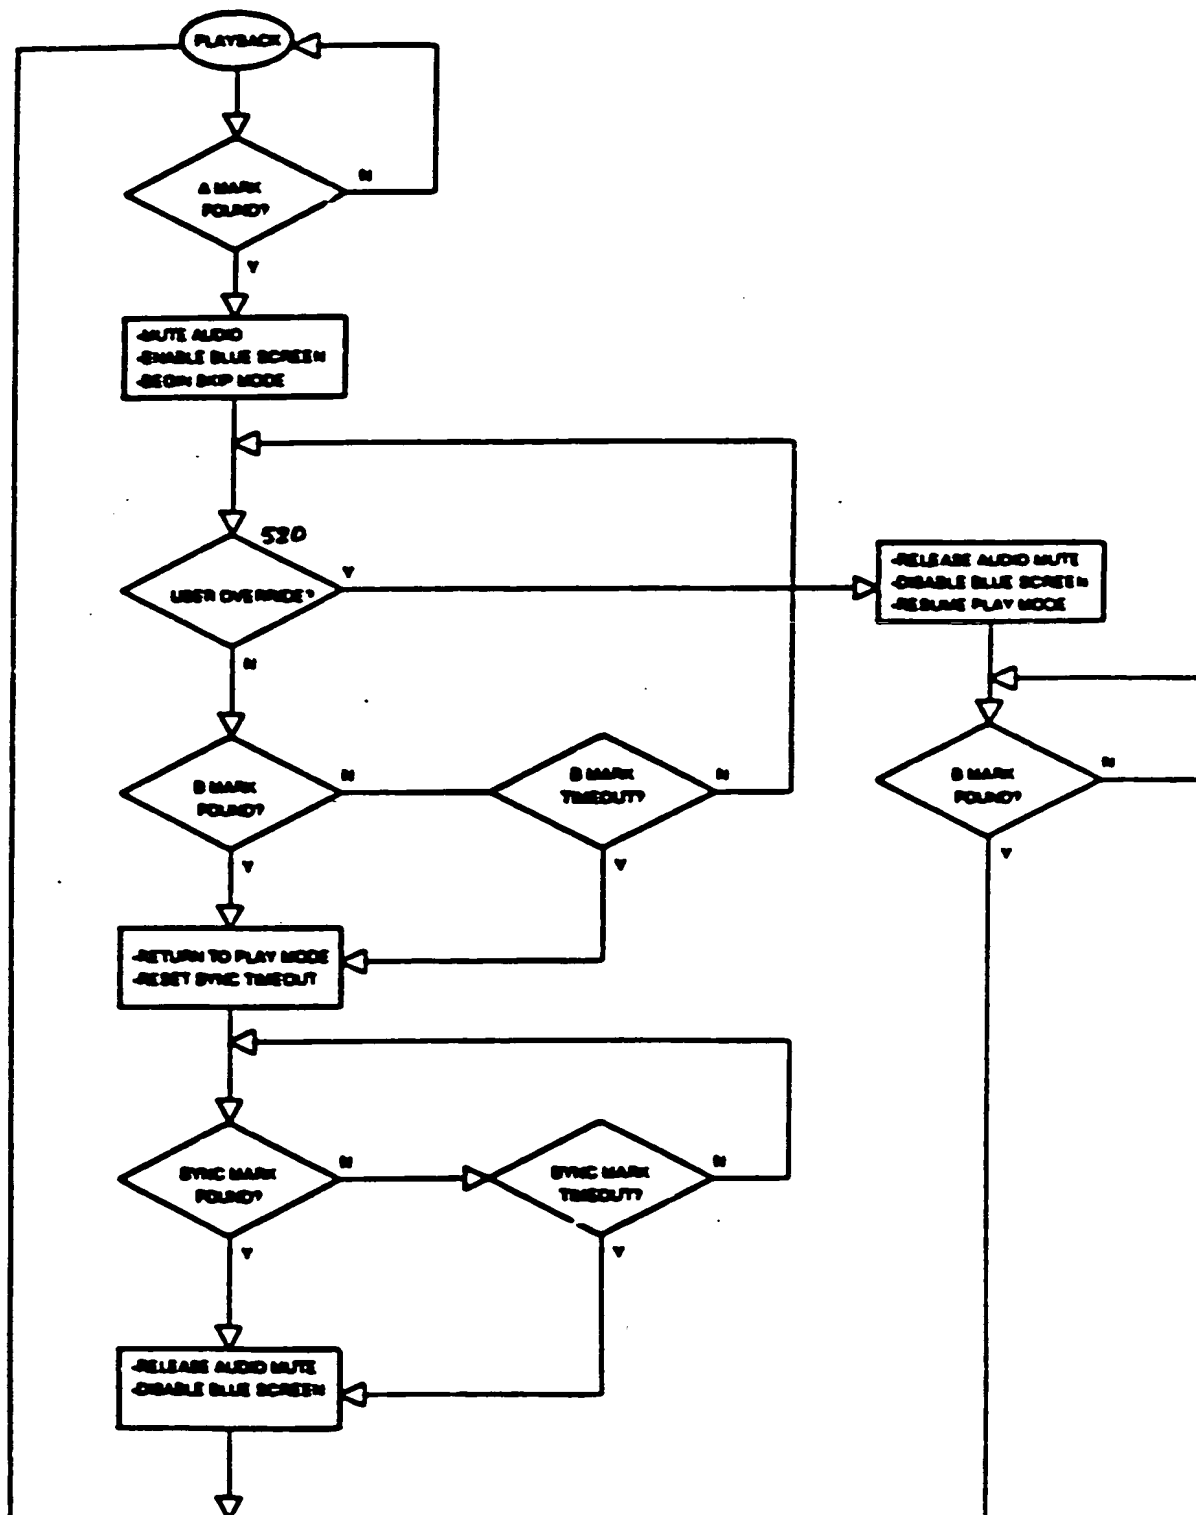 PLAYBACK
A MARK
FOUND?
N
Y
-MUTE AUDIO
-ENABLE BLUE SCREEN
-BEGIN SKIP MODE
580
USER OVERRIDE?
Y
N
-RELEASE AUDIO MUTE
-DISABLE BLUE SCREEN
-RESUME PLAY MODE
B MARK
FOUND?
N
Y
B MARK
TIMEOUT?
N
Y
B MARK
FOUND?
N
Y
-RETURN TO PLAY MODE
-RESET SYNC TIMEOUT
SYNC MARK
FOUND?
N
Y
SYNC MARK
TIMEOUT?
N
Y
-RELEASE AUDIO MUTE
-DISABLE BLUE SCREEN